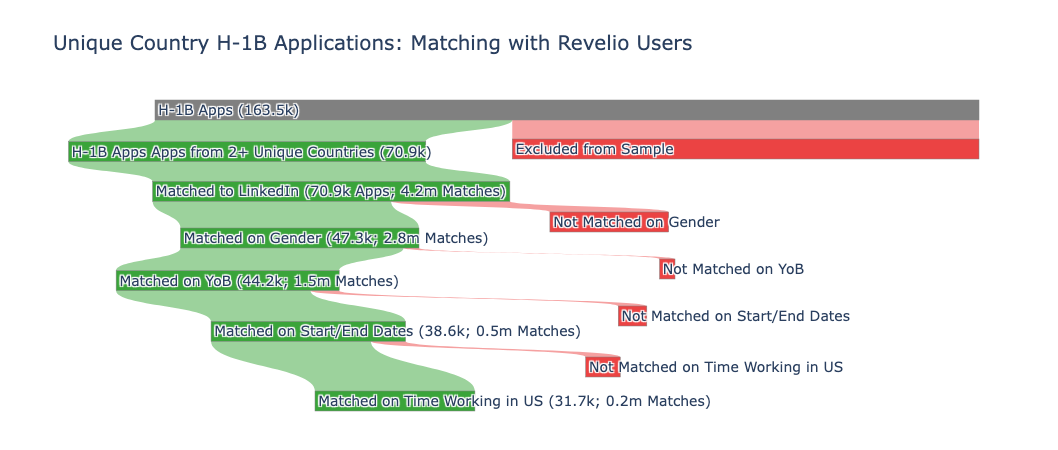 Unique Country H-1B Applications: Matching with Revelio Users
H-1B Apps (163.5k)
H-1B Apps Apps from 2+ Unique Countries (70.9k)
Excluded from Sample
Matched to LinkedIn (70.9k Apps; 4.2m Matches)
Not Matched on Gender
Matched on Gender (47.3k; 2.8m Matches)
Not Matched on YoB
Matched on YoB (44.2k; 1.5m Matches)
Not Matched on Start/End Dates
Matched on Start/End Dates (38.6k; 0.5m Matches)
Not Matched on Time Working in US
Matched on Time Working in US (31.7k; 0.2m Matches)